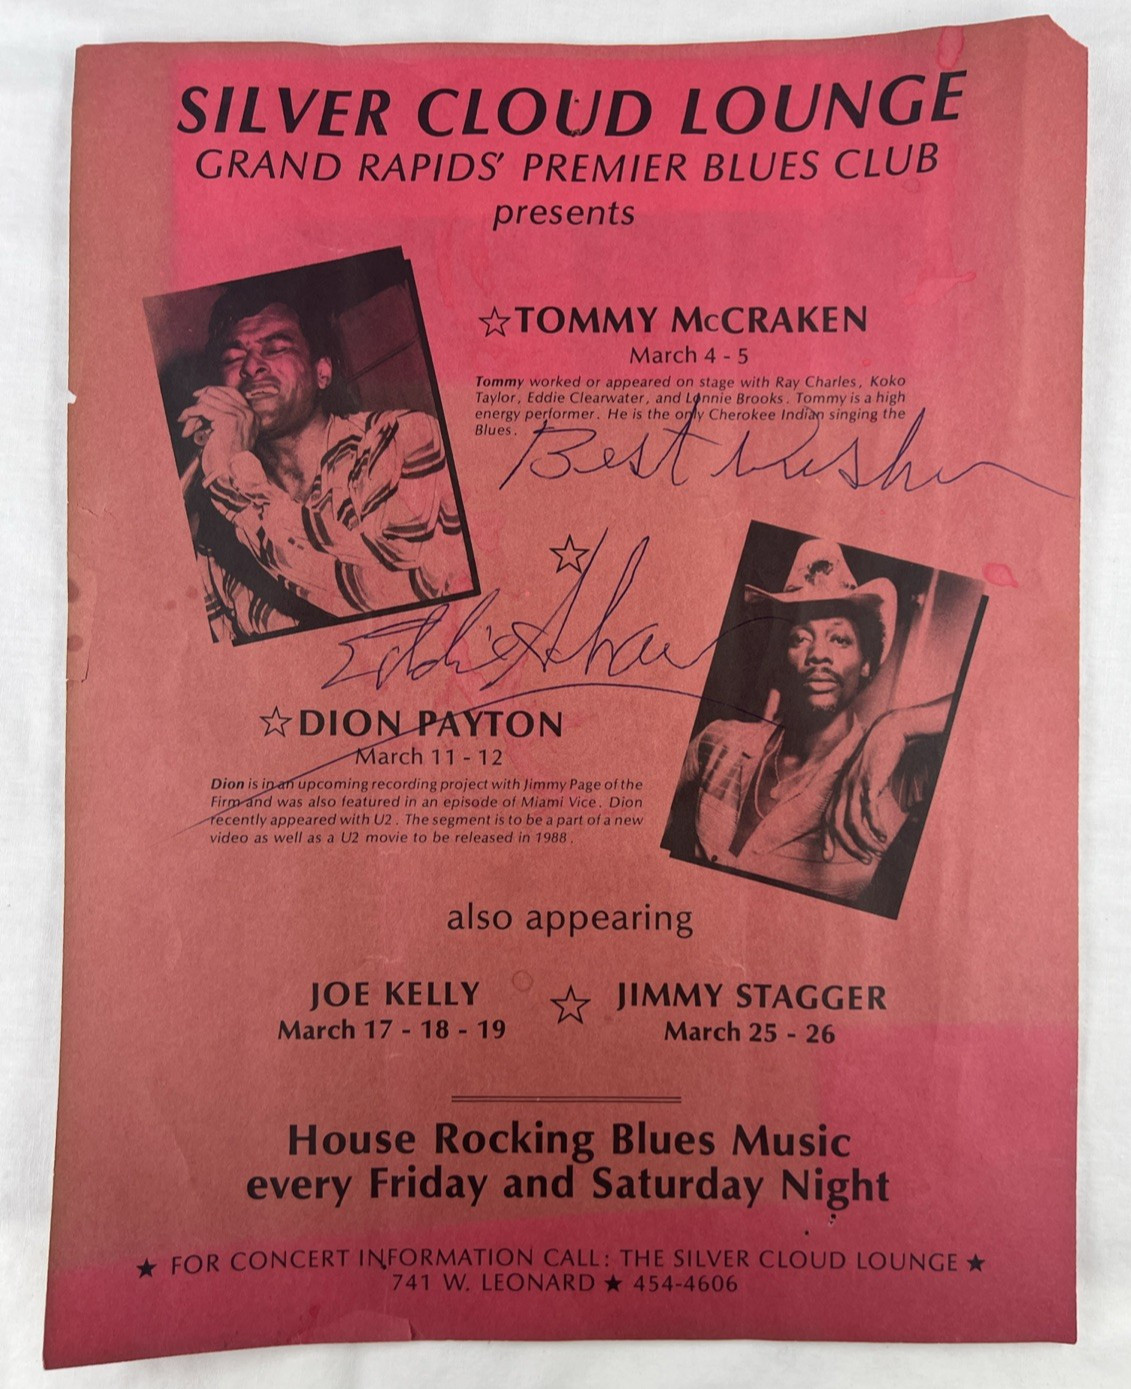 SILVER CLOUD LOUNGE
GRAND RAPIDS' PREMIER BLUES CLUB
presents
☆TOMMY McCRAKEN
March 4 - 5
Tommy worked or appeared on stage with Ray Charles, Koko
Taylor, Eddie Clearwater, and Lonnie Brooks. Tommy is a high
energy performer. He is the only Cherokee Indian singing the
Blues.
Best Wishes
Eddie Shaw
☆DION PAYTON
March 11 - 12
Dion is in an upcoming recording project with Jimmy Page of the
Firm and was also featured in an episode of Miami Vice. Dion
recently appeared with U2. The segment is to be a part of a new
video as well as a U2 movie to be released in 1988.
also appearing
JOE KELLY ☆ JIMMY STAGGER
March 17 - 18 - 19 March 25 - 26
House Rocking Blues Music
every Friday and Saturday Night
★ FOR CONCERT INFORMATION CALL: THE SILVER CLOUD LOUNGE ★
741 W. LEONARD ★ 454-4606